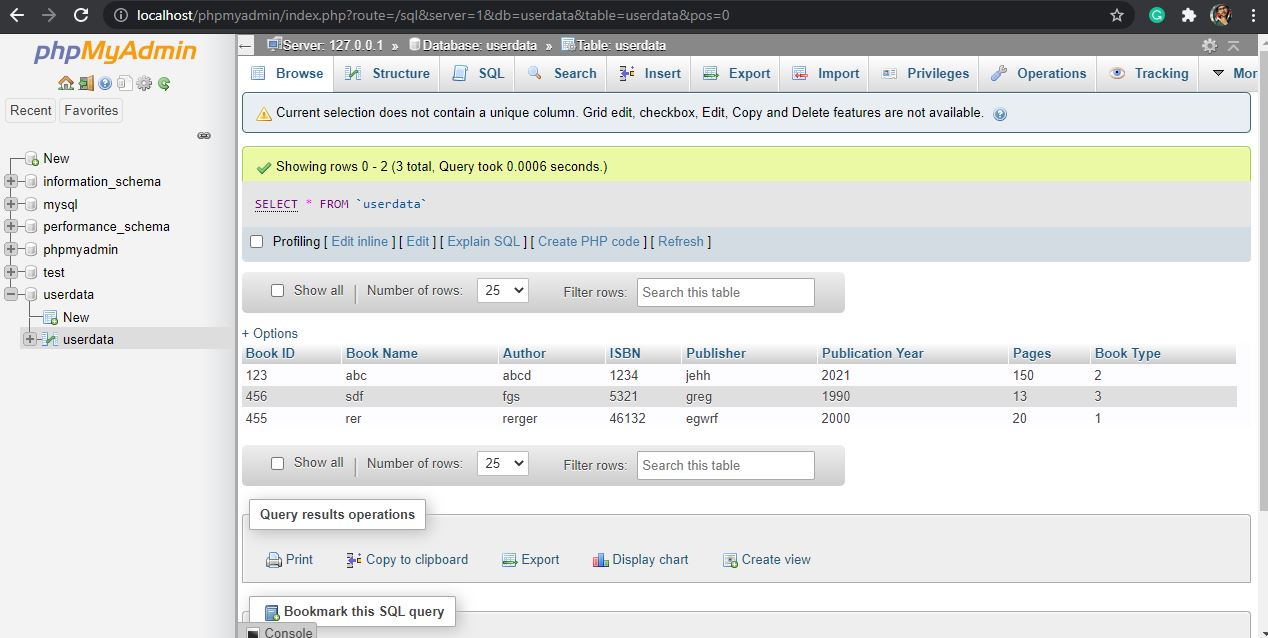 localhost/phpmyadmin/index.php?route=/sql&server=1&db=userdata&table=userdata&pos=0
phpMyAdmin
Recent Favorites
New
information_schema
mysql
performance_schema
phpmyadmin
test
userdata
New
userdata
Server: 127.0.0.1 » Database: userdata » Table: userdata
Browse Structure SQL Search Insert Export Import Privileges Operations Tracking Mor
Current selection does not contain a unique column. Grid edit, checkbox, Edit, Copy and Delete features are not available.
Showing rows 0 - 2 (3 total, Query took 0.0006 seconds.)
SELECT * FROM `userdata`
Profiling [ Edit inline ] [ Edit ] [ Explain SQL ] [ Create PHP code ] [ Refresh ]
Show all | Number of rows: 25 Filter rows: Search this table
+ Options
Book ID Book Name Author ISBN Publisher Publication Year Pages Book Type
123 abc abcd 1234 jehh 2021 150 2
456 sdf fgs 5321 greg 1990 13 3
455 rer rerger 46132 egwrf 2000 20 1
Show all | Number of rows: 25 Filter rows: Search this table
Query results operations
Print Copy to clipboard Export Display chart Create view
Bookmark this SQL query
Console